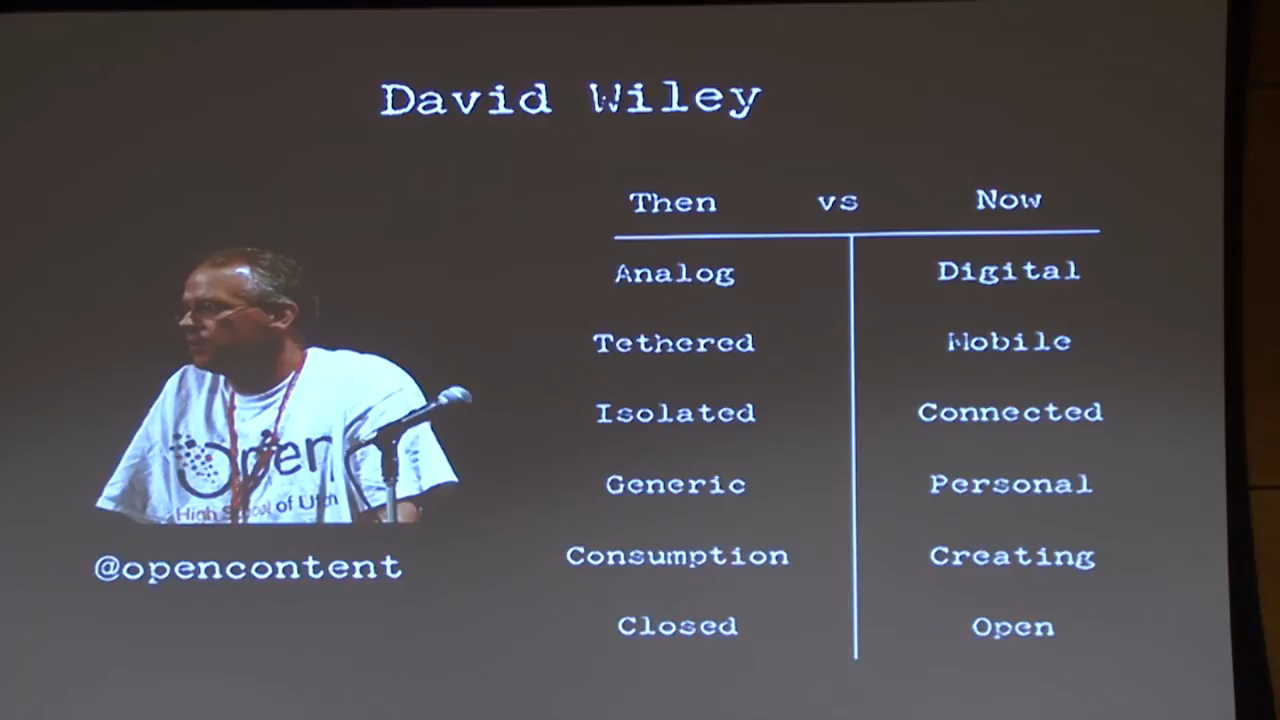 David Wiley
Then vs Now
Analog Digital
Tethered Mobile
Isolated Connected
Generic Personal
Consumption Creating
Closed Open
Open
High School of Utah
@opencontent